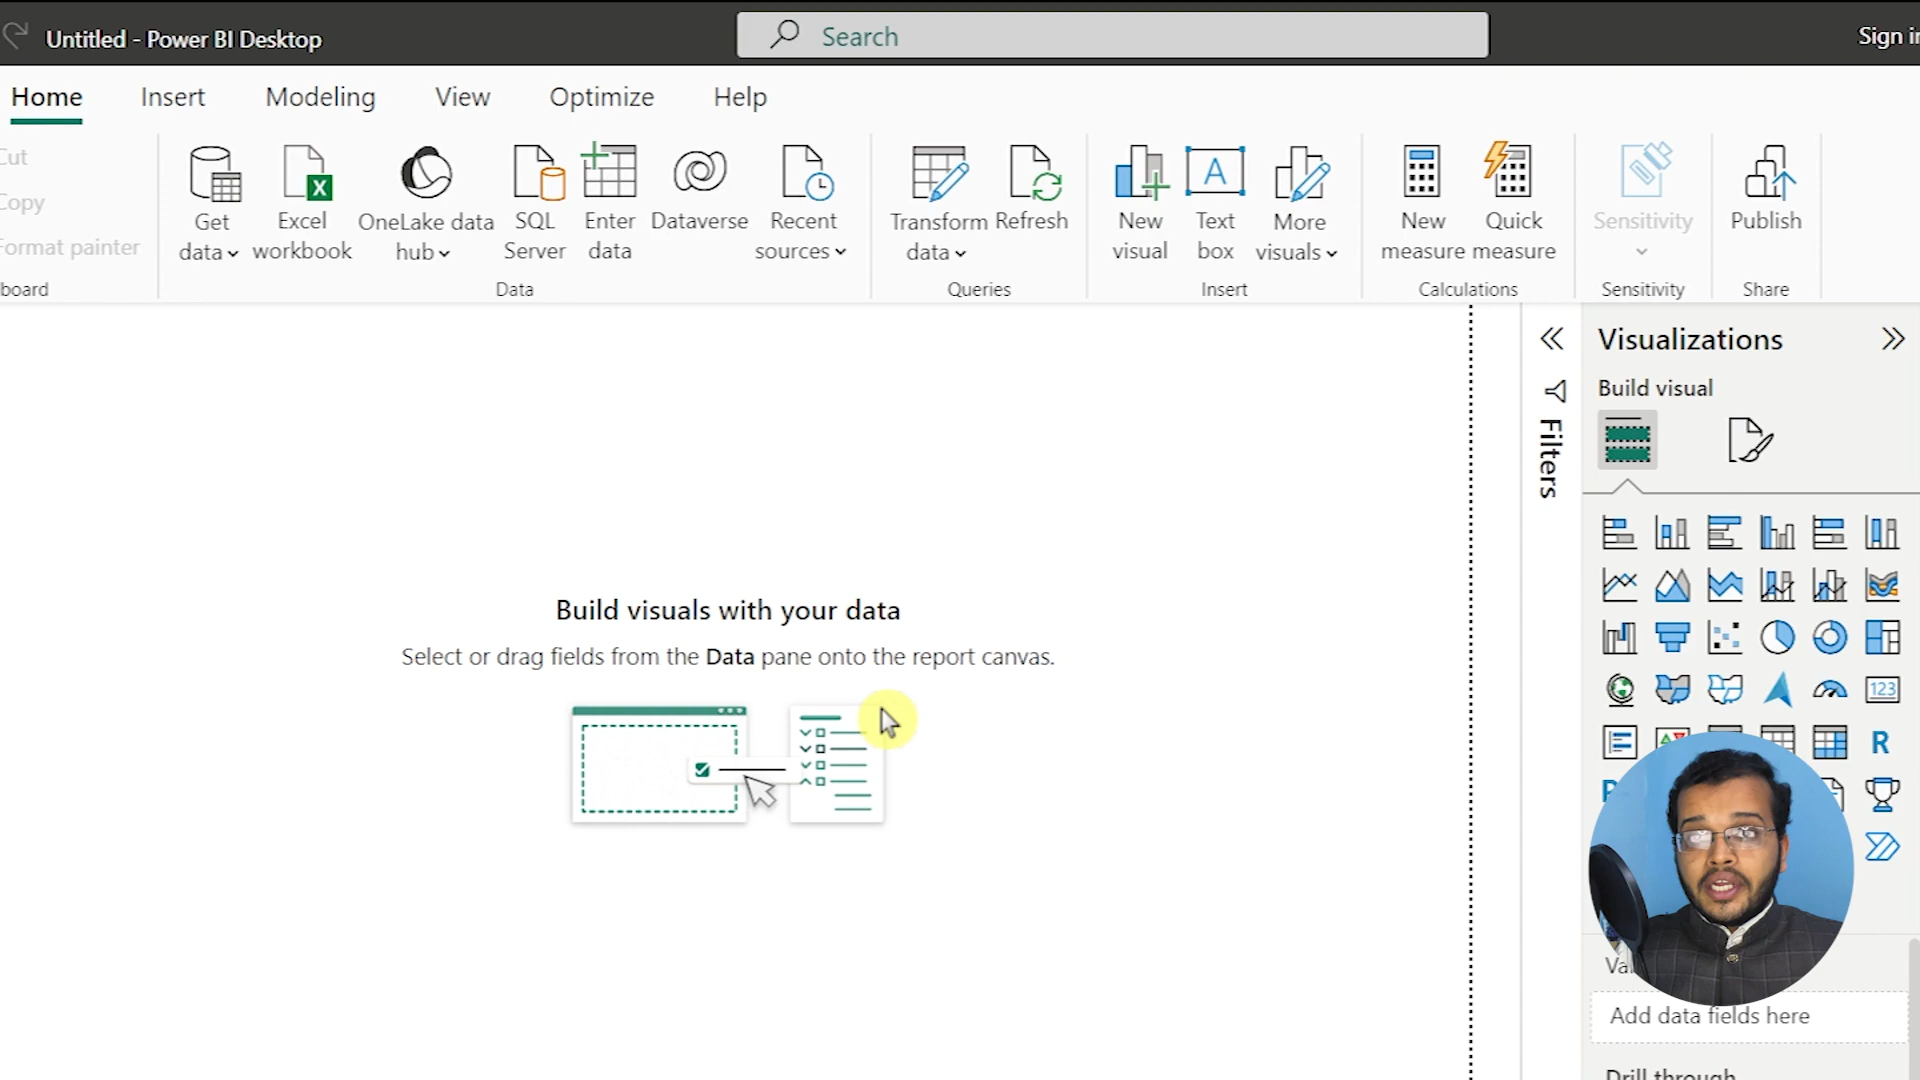 Untitled - Power BI Desktop
Search
Sign in
Home Insert Modeling View Optimize Help
Cut
Copy
Format painter
board
Get data
Excel workbook
OneLake data hub
SQL Server
Enter data
Dataverse
Recent sources
Data
Transform data
Refresh
Queries
New visual
Text box
More visuals
Insert
New measure
Quick measure
Calculations
Sensitivity
Sensitivity
Publish
Share
Visualizations
Build visual
Filters
Build visuals with your data
Select or drag fields from the Data pane onto the report canvas.
123
R
Add data fields here
Drill through